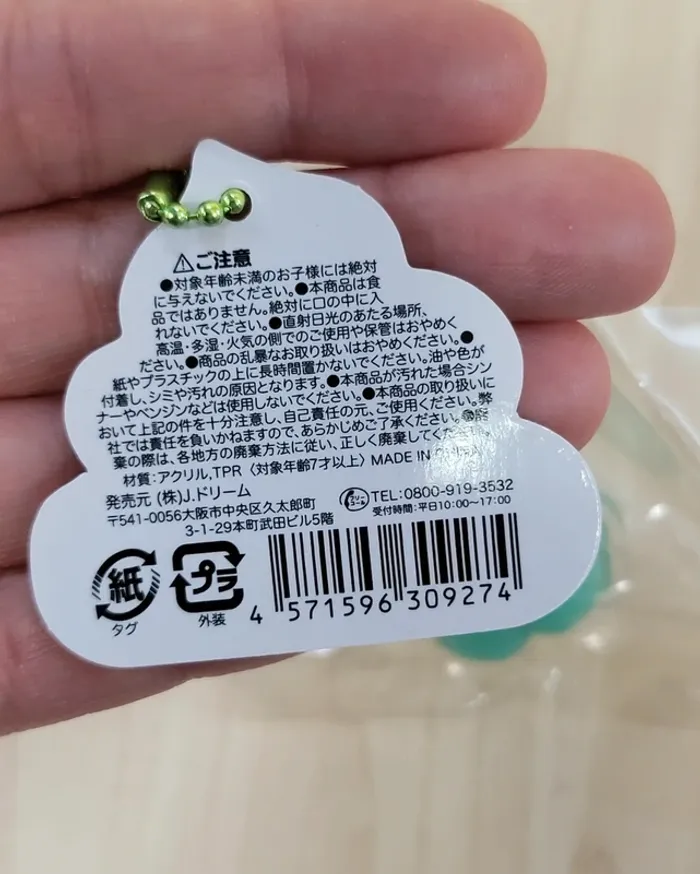 ⚠ご注意
●対象年齢未満のお子様には絶対
に与えないでください。●本商品は食
品ではありません。絶対に口の中に入
れないでください。●直射日光のあたる場所、
高温・多湿・火気の側でのご使用や保管はおやめく
ださい。●商品の乱暴なお取り扱いはおやめください。●
紙やプラスチックの上に長時間置かないでください。油や色が
付着し、シミや汚れの原因となります。●本商品が汚れた場合シン
ナーやベンジンなどは使用しないでください。●本商品の取り扱いに
おいて上記の件を十分注意し、自己責任の元、ご使用ください。弊
社では責任を負いかねますので、あらかじめご了承ください。●廃
棄の際は、各地方の廃棄方法に従い、正しく廃棄してください。
材質:アクリル,TPR〈対象年齢7才以上〉MADE IN CHINA
発売元 (株)J.ドリーム
〒541-0056大阪市中央区久太郎町
3-1-29本町武田ビル5階
フリーコール TEL:0800-919-3532
受付時間:平日10:00〜17:00
紙
タグ
プラ
外装
4 571596 309274